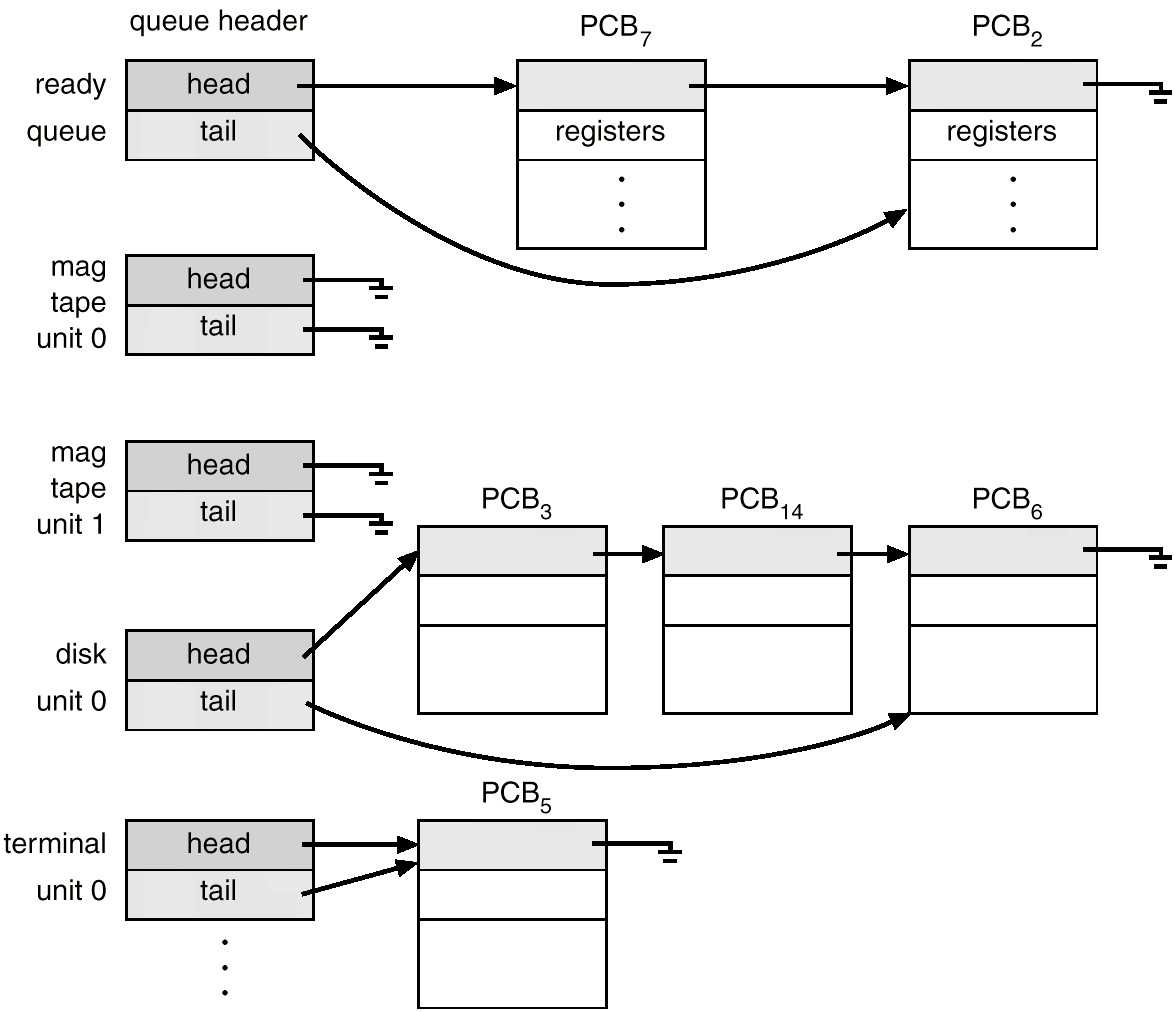 queue header
PCB7
PCB2
ready
head
queue
tail
registers
registers
mag
head
tape
tail
unit 0
mag
head
tape
tail
unit 1
PCB3
PCB14
PCB6
disk
head
unit 0
tail
PCB5
terminal
head
unit 0
tail